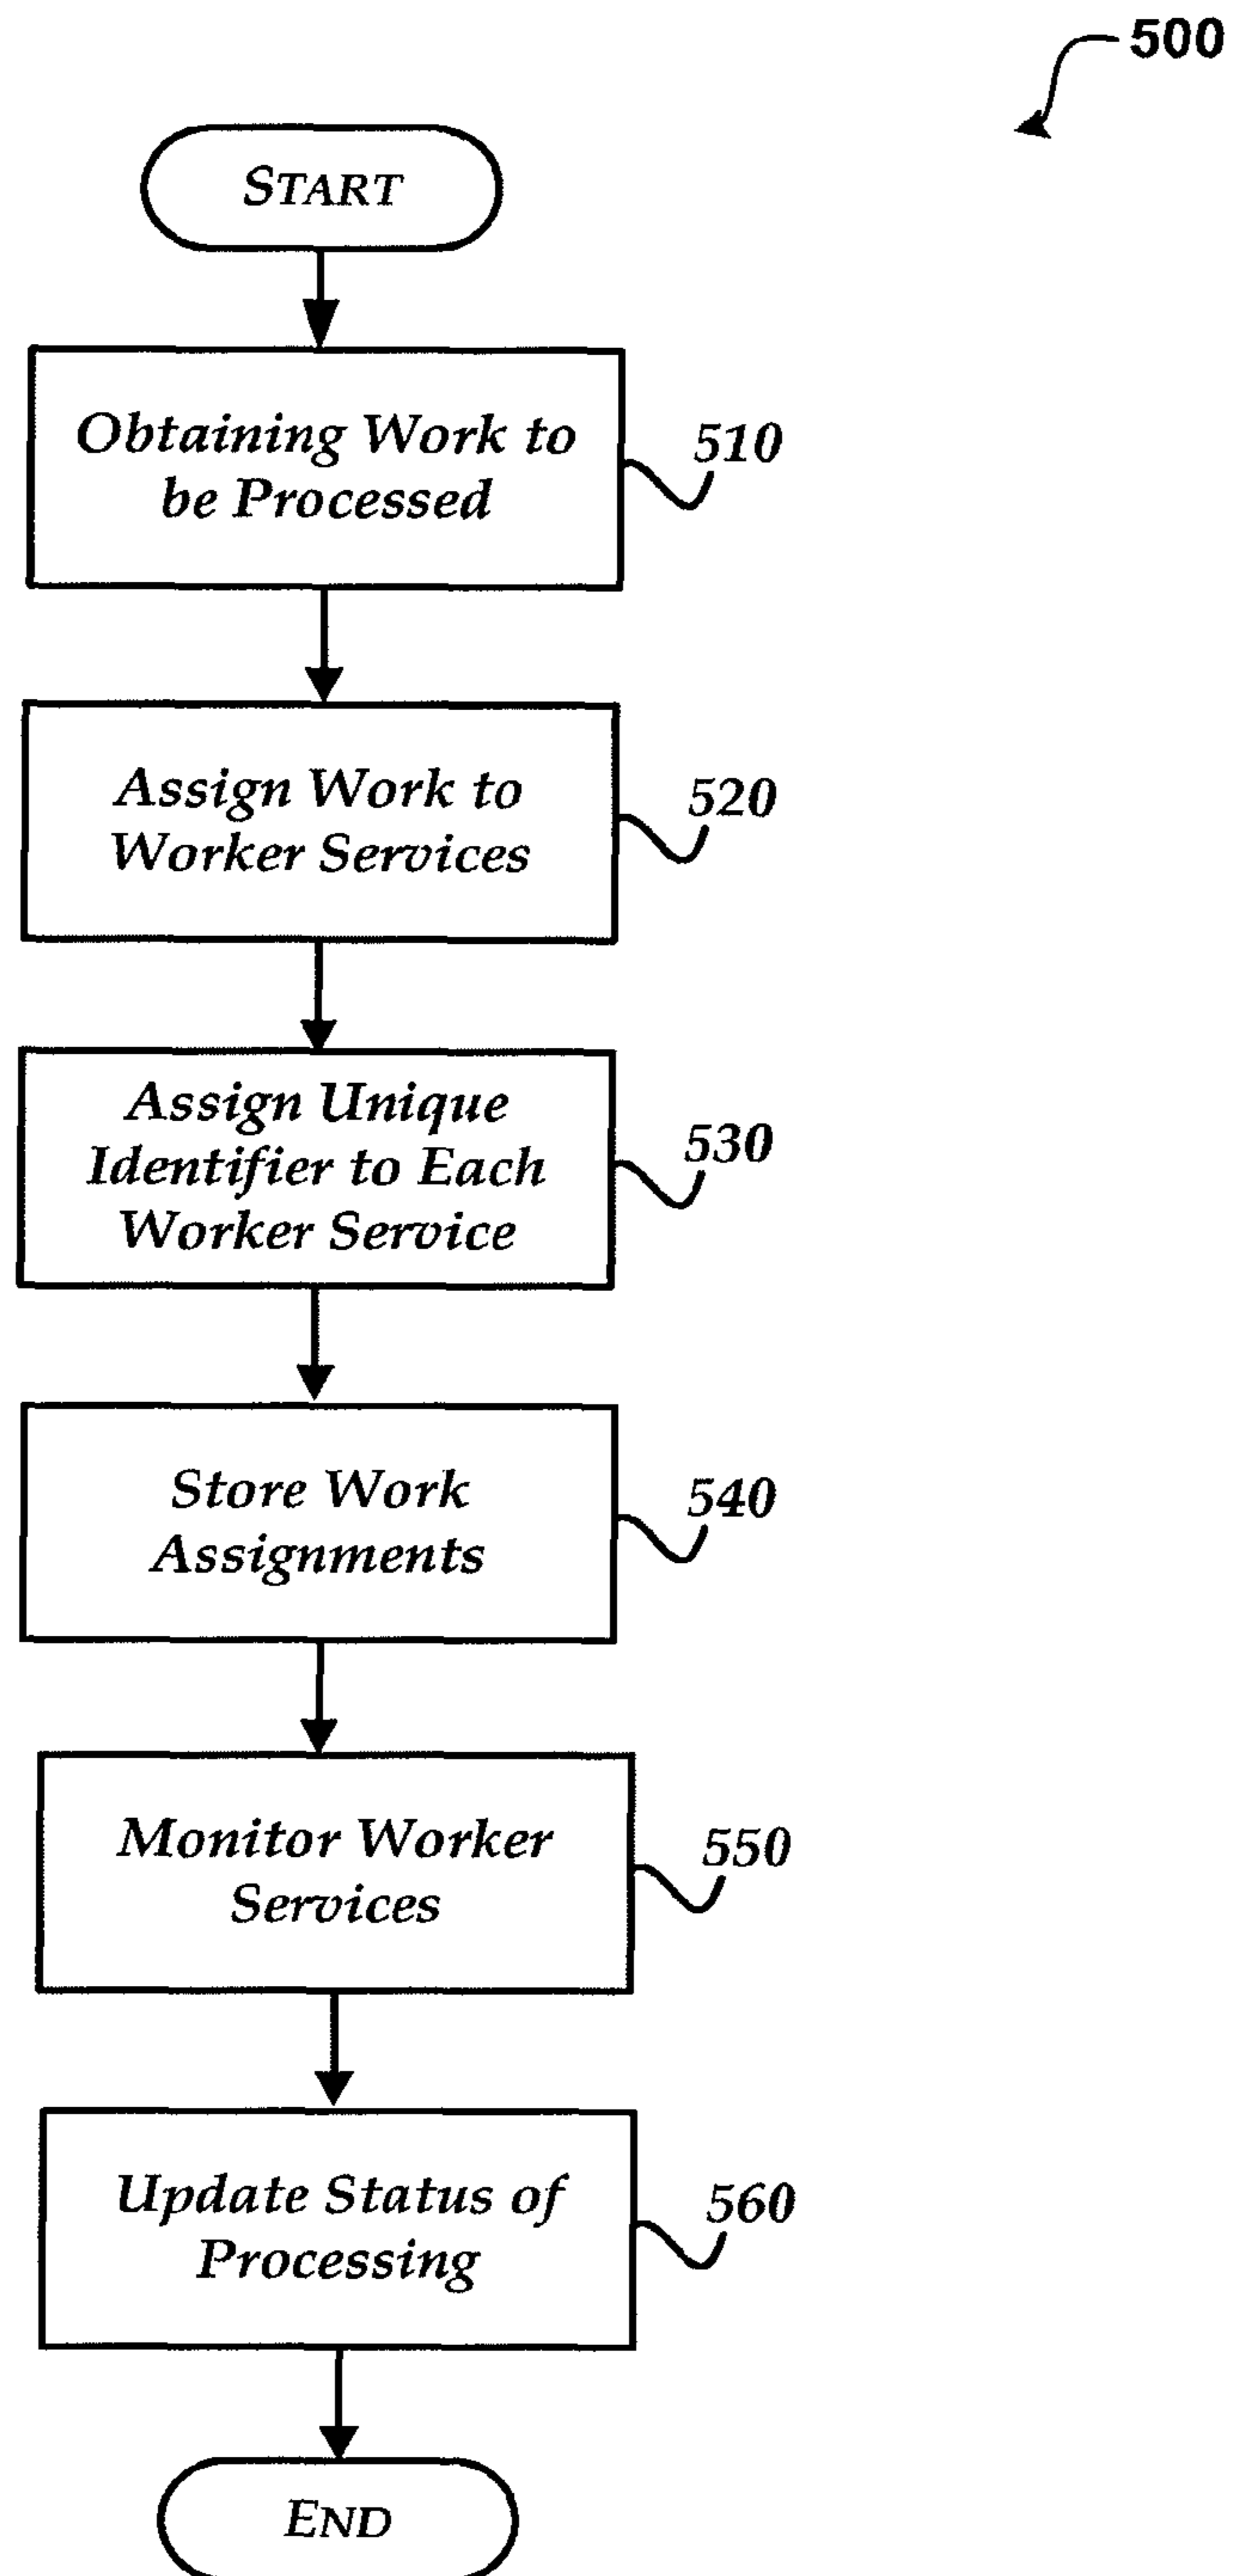 500
START
Obtaining Work to
be Processed
510
Assign Work to
Worker Services
520
Assign Unique
Identifier to Each
Worker Service
530
Store Work
Assignments
540
Monitor Worker
Services
550
Update Status of
Processing
560
END